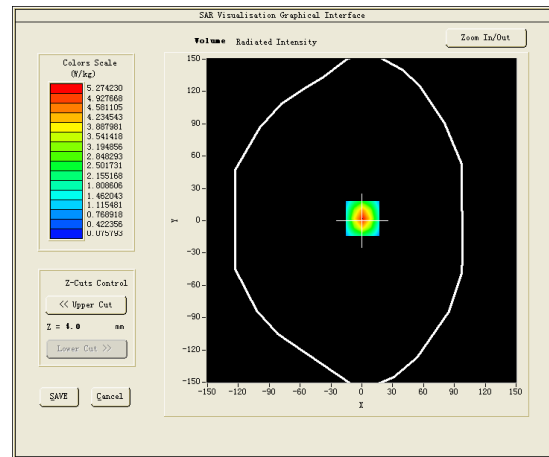 SAR Visualisation Graphical Interface
Volume Radiated Intensity
Zoom In/Out
Colors Scale
(W/kg)
5.274230
4.927668
4.581105
4.234543
3.887981
3.541418
3.194856
2.848293
2.501731
2.155168
1.808606
1.462043
1.115481
0.768918
0.422356
0.075793
Z-Cuts Control
<< Upper Cut
Z = 4.0 mm
Lower Cut >>
SAVE Cancel
150
120
90
60
30
0
-30
-60
-90
-120
-150
Y
-150 -120 -90 -60 -30 0 30 60 90 120 150
X